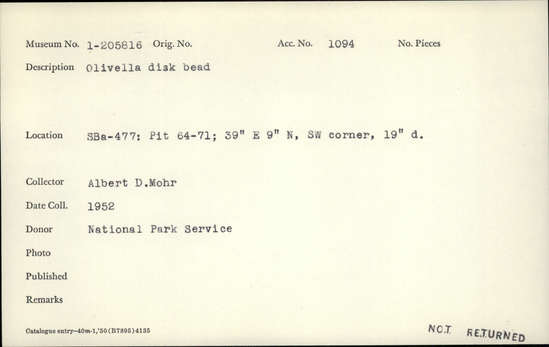 Museum No. 1-205816 Orig. No. Acc. No. 1094 No. Pieces
Description Olivella disk bead
Location SBa-477: Pit 64-71; 39" E 9" N, SW corner, 19" d.
Collector Albert D.Mohr
Date Coll. 1952
Donor National Park Service
Photo
Published
Remarks
Catalogue entry—40m-1,'50(B7895)4135
NOT RETURNED